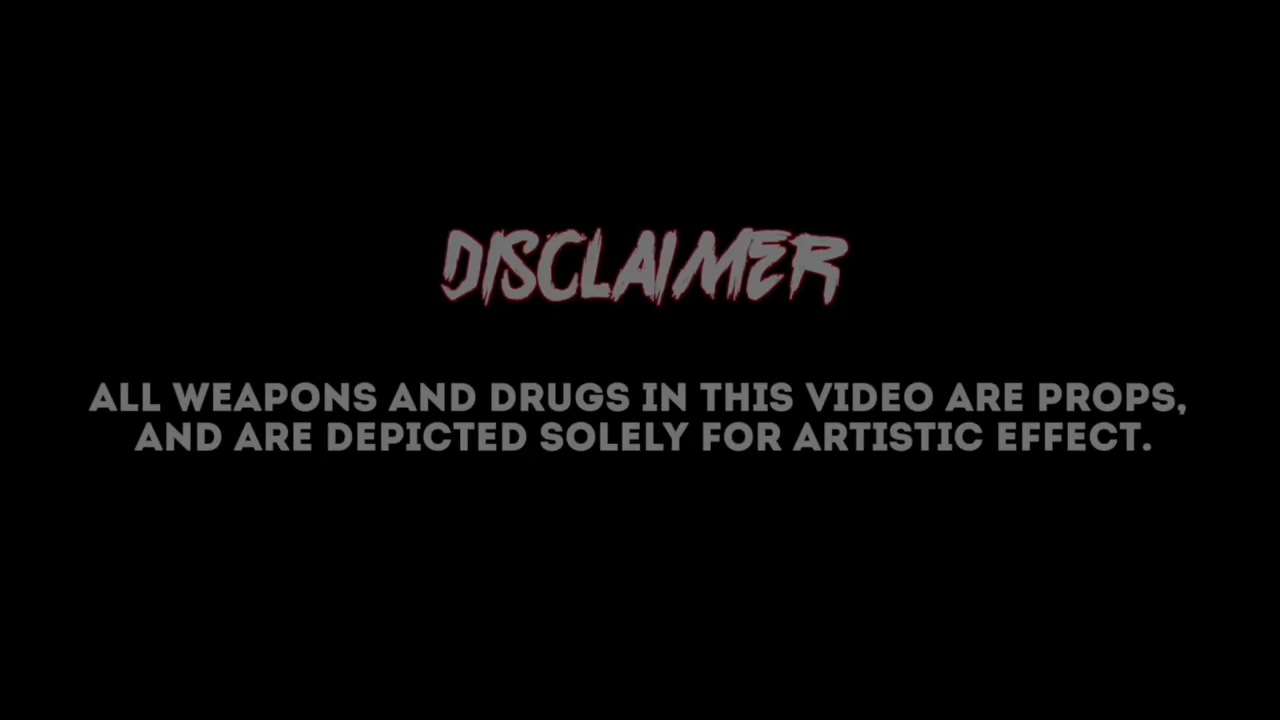 DISCLAIMER
ALL WEAPONS AND DRUGS IN THIS VIDEO ARE PROPS,
AND ARE DEPICTED SOLELY FOR ARTISTIC EFFECT.